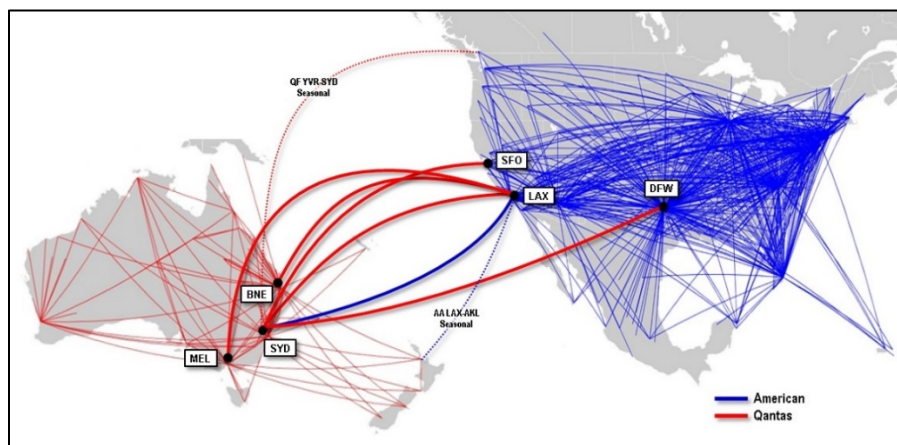 QF YVR-SYD
Seasonal
SFO
LAX
DFW
BNE
SYD
MEL
AA LAX-AKL
Seasonal
American
Qantas